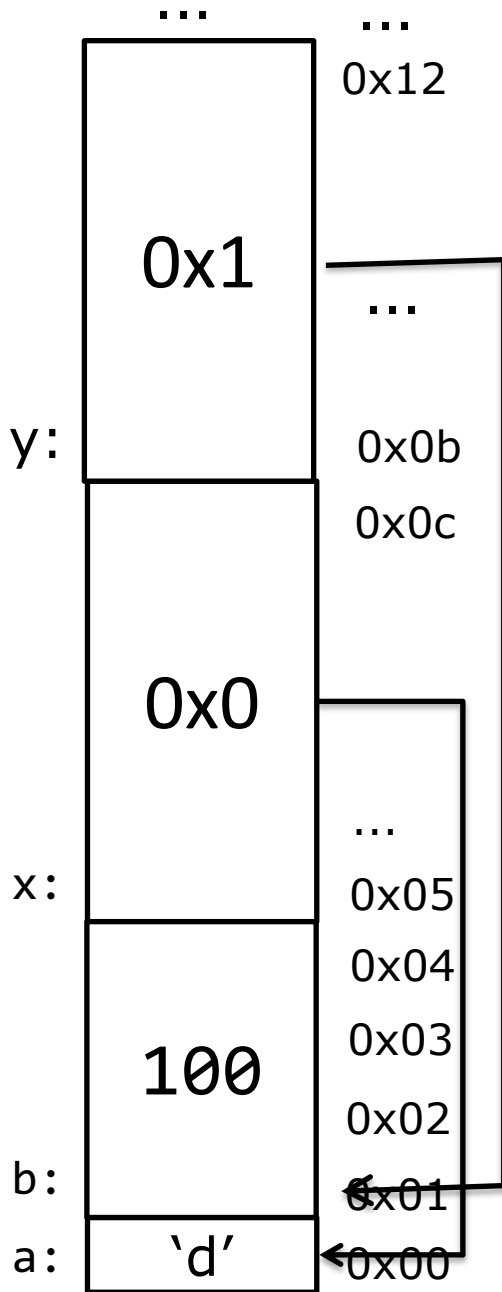 ... ...
0x12
0x1
...
y: 0x0b
0x0c
0x0
...
x: 0x05
0x04
0x03
100
0x02
b: 0x01
a: ‘d’ 0x00